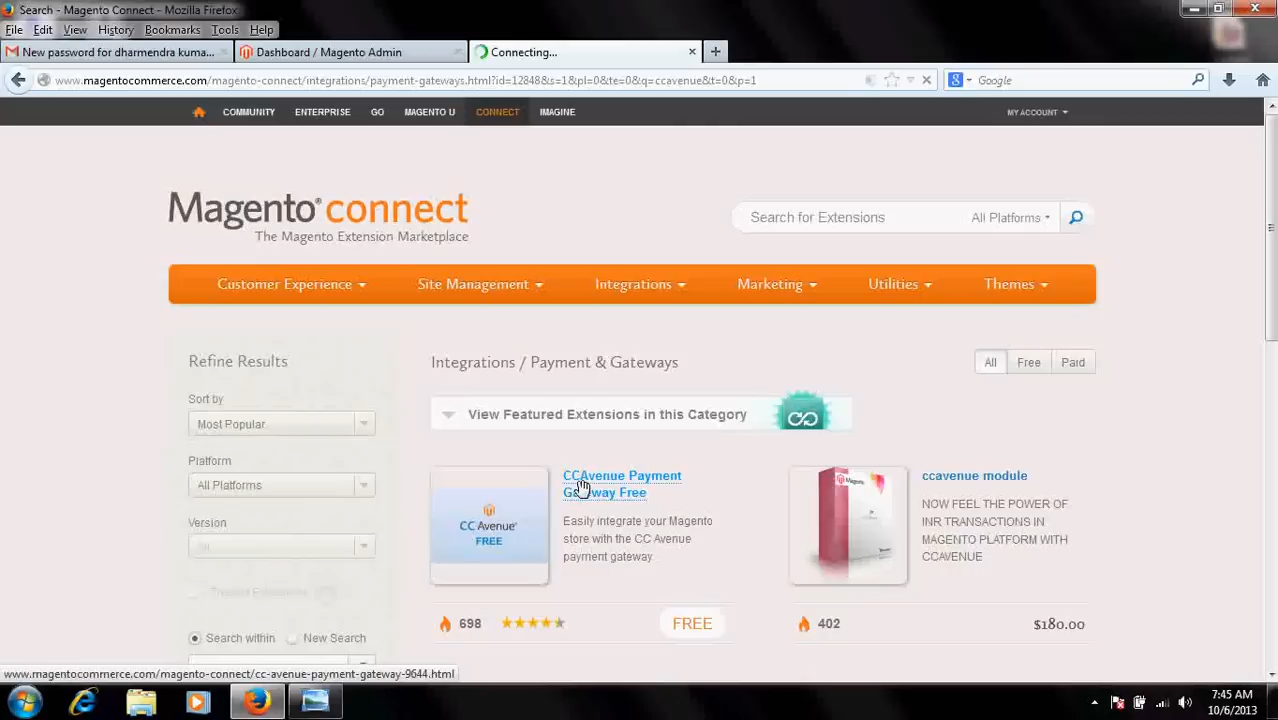 Search - Magento Connect - Mozilla Firefox
File Edit View History Bookmarks Tools Help
New password for dharmendra kuma...
Dashboard / Magento Admin
Connecting...
www.magentocommerce.com/magento-connect/integrations/payment-gateways.html?id=12848&s=1&pl=0&te=0&q=ccavenue&t=0&p=1
Google
COMMUNITY ENTERPRISE GO MAGENTO U CONNECT IMAGINE MY ACCOUNT
Magento® connect
The Magento Extension Marketplace
Search for Extensions All Platforms
Customer Experience Site Management Integrations Marketing Utilities Themes
Refine Results
Sort by
Most Popular
Platform
All Platforms
Version
All
Search within New Search
Integrations / Payment & Gateways
All Free Paid
View Featured Extensions in this Category
CC Avenue®
FREE
CCAvenue Payment
Gateway Free
Easily integrate your Magento
store with the CC Avenue
payment gateway.
698
FREE
ccavenue module
NOW FEEL THE POWER OF
INR TRANSACTIONS IN
MAGENTO PLATFORM WITH
CCAVENUE
402
$180.00
www.magentocommerce.com/magento-connect/cc-avenue-payment-gateway-9644.html
7:45 AM
10/6/2013